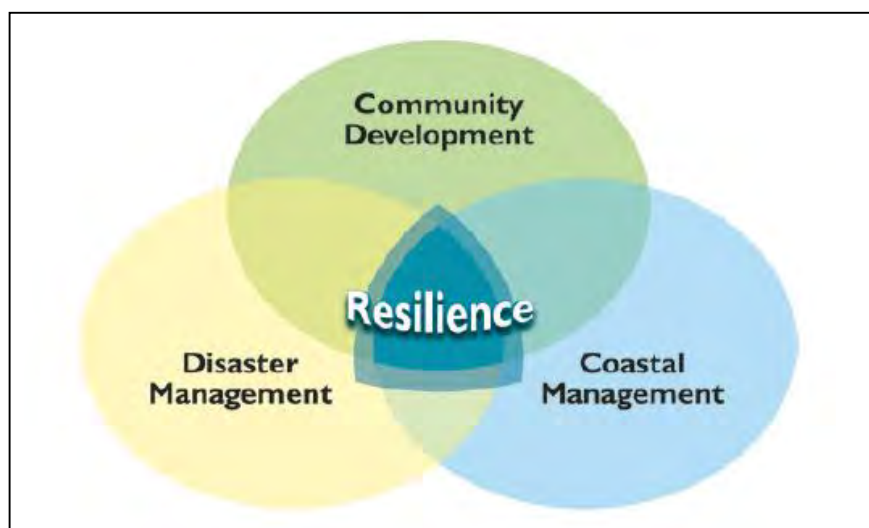 Community
Development
Resilience
Disaster
Management
Coastal
Management